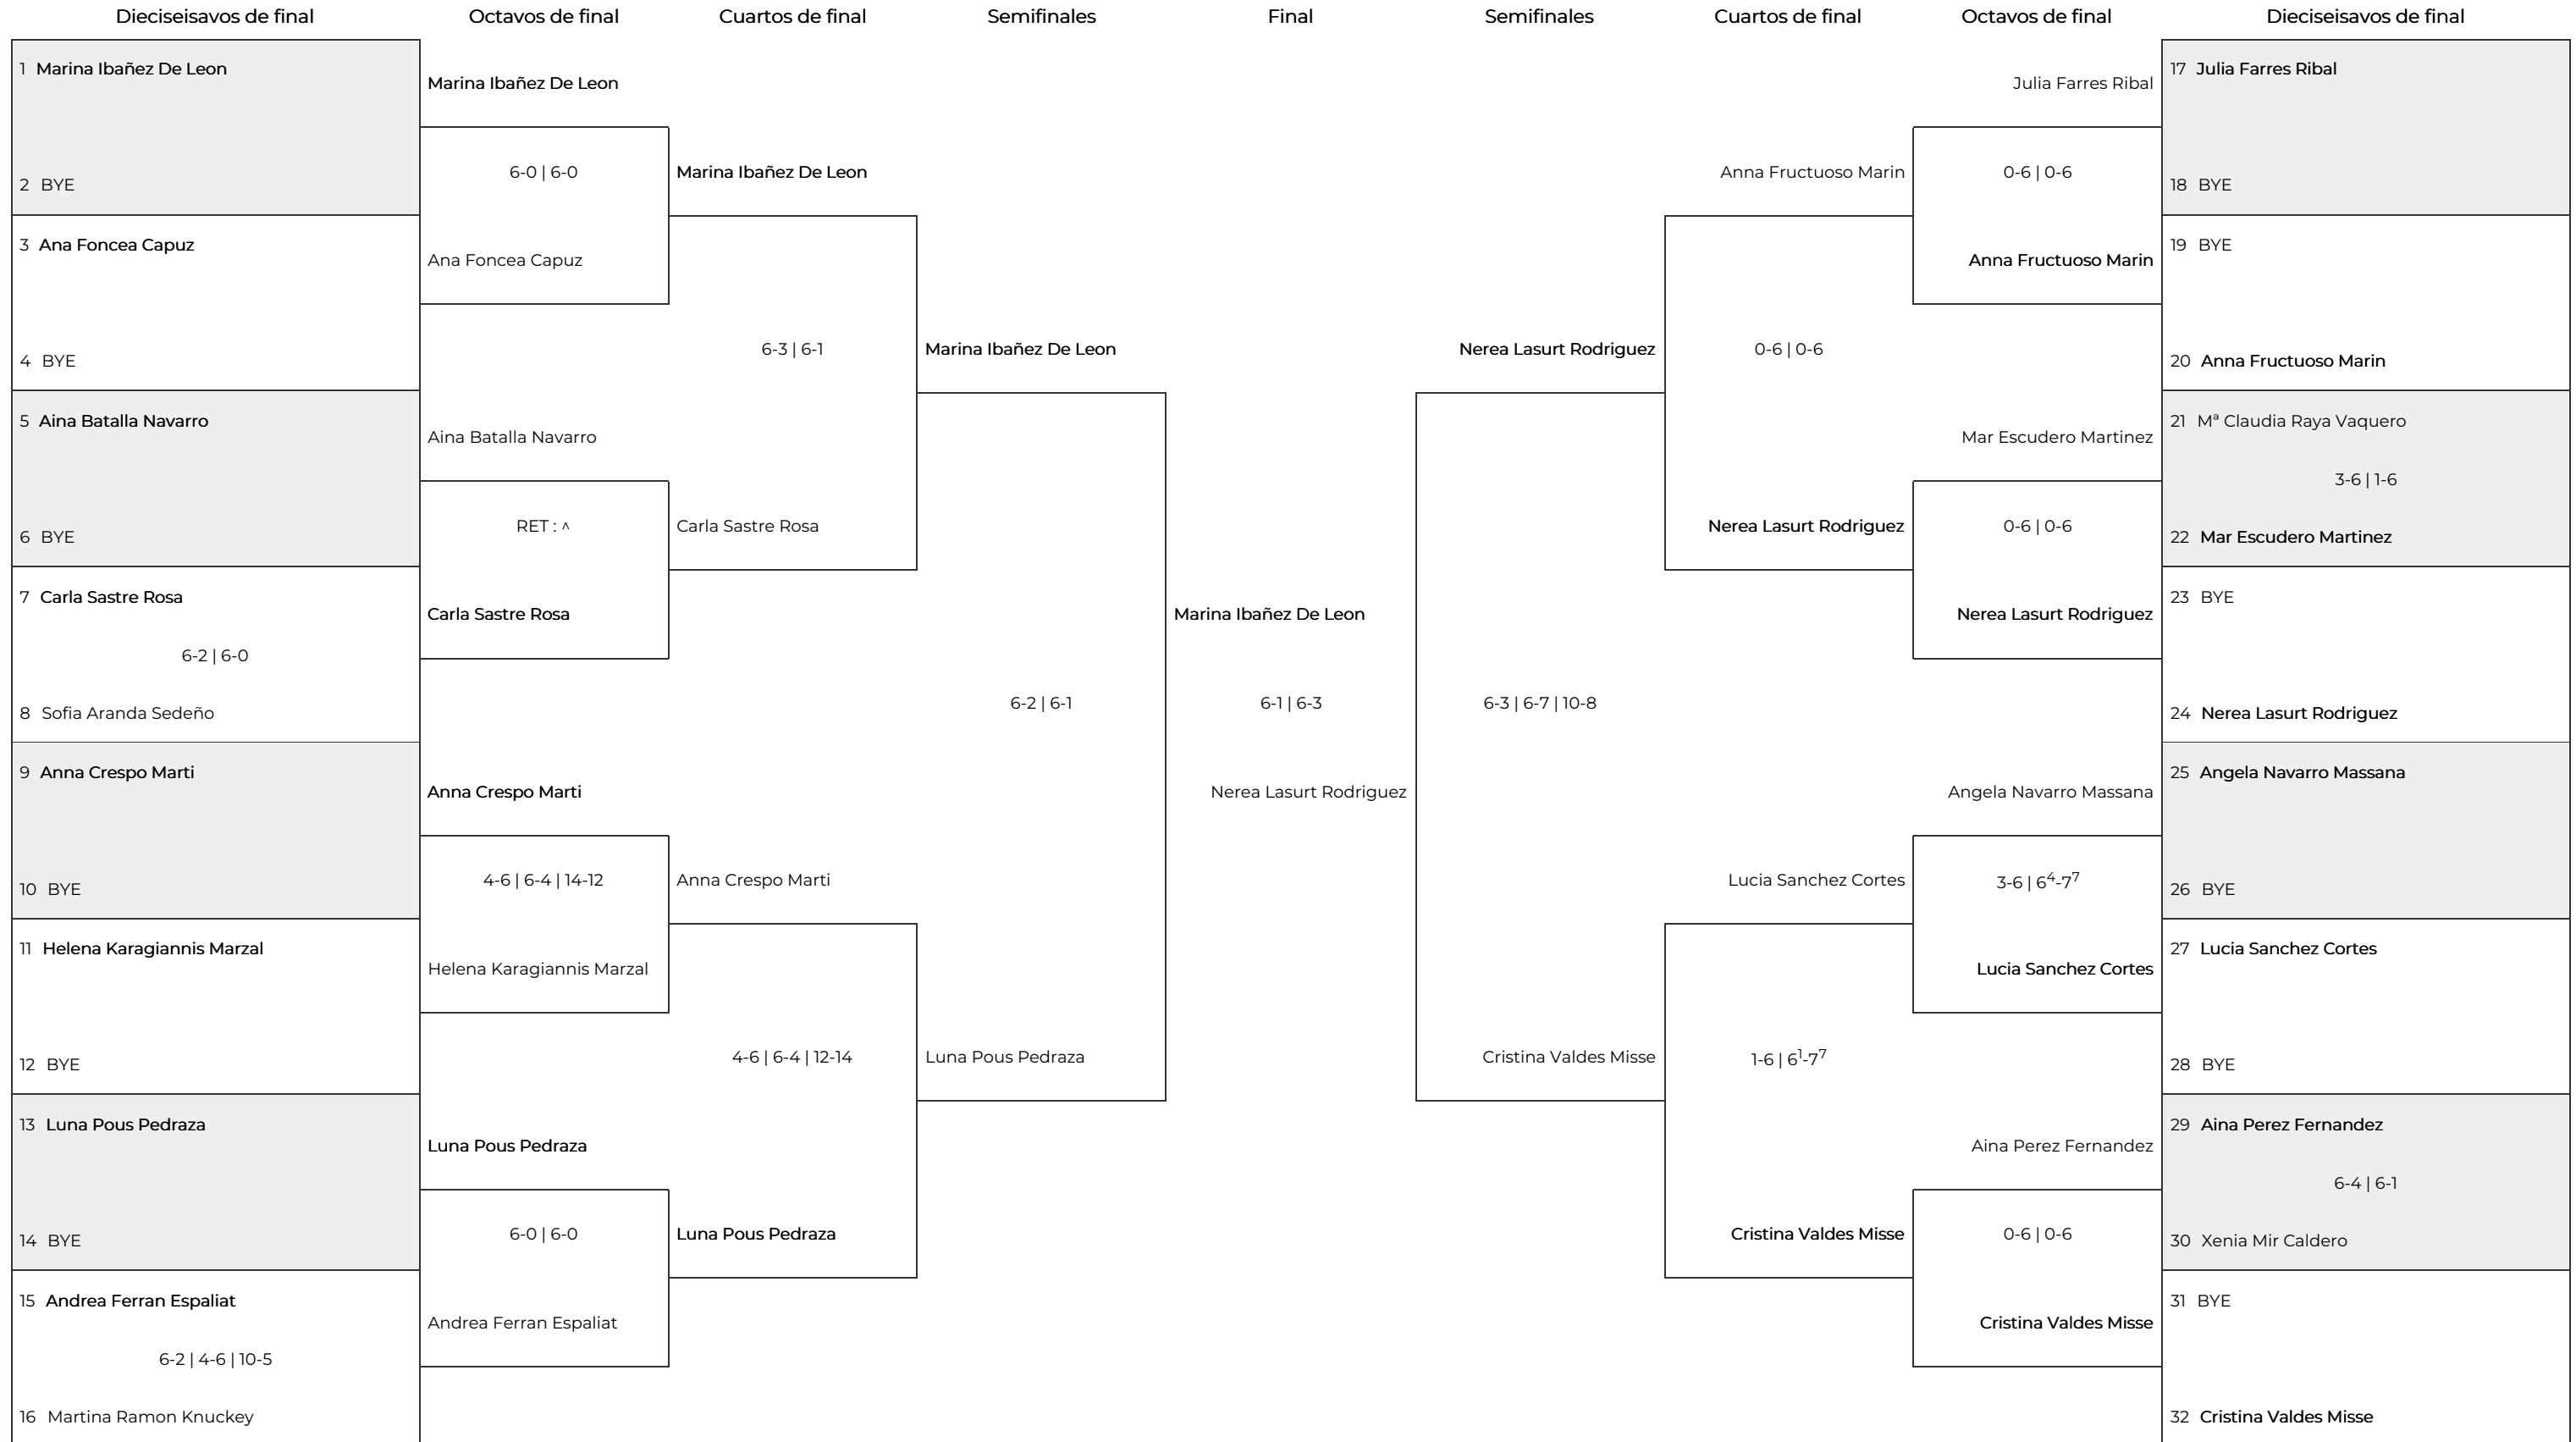 Dieciseisavos de final Octavos de final Cuartos de final Semifinales Final Semifinales Cuartos de final Octavos de final Dieciseisavos de final
1 Marina Ibañez De Leon
2 BYE
3 Ana Foncea Capuz
4 BYE
5 Aina Batalla Navarro
6 BYE
7 Carla Sastre Rosa
6-2 | 6-0
8 Sofia Aranda Sedeño
9 Anna Crespo Marti
10 BYE
11 Helena Karagiannis Marzal
12 BYE
13 Luna Pous Pedraza
14 BYE
15 Andrea Ferran Espaliat
6-2 | 4-6 | 10-5
16 Martina Ramon Knuckey
Marina Ibañez De Leon
6-0 | 6-0
Ana Foncea Capuz
Aina Batalla Navarro
RET : ^
Carla Sastre Rosa
Anna Crespo Marti
4-6 | 6-4 | 14-12
Helena Karagiannis Marzal
Luna Pous Pedraza
6-0 | 6-0
Andrea Ferran Espaliat
Marina Ibañez De Leon
6-3 | 6-1
Carla Sastre Rosa
Anna Crespo Marti
4-6 | 6-4 | 12-14
Luna Pous Pedraza
Marina Ibañez De Leon
6-2 | 6-1
Luna Pous Pedraza
Marina Ibañez De Leon
6-1 | 6-3
Nerea Lasurt Rodriguez
Nerea Lasurt Rodriguez
6-3 | 6-7 | 10-8
Cristina Valdes Misse
Anna Fructuoso Marin
0-6 | 0-6
Nerea Lasurt Rodriguez
Lucia Sanchez Cortes
1-6 | 6¹-7⁷
Cristina Valdes Misse
Julia Farres Ribal
0-6 | 0-6
Anna Fructuoso Marin
Mar Escudero Martinez
0-6 | 0-6
Nerea Lasurt Rodriguez
Angela Navarro Massana
3-6 | 6⁴-7⁷
Lucia Sanchez Cortes
Aina Perez Fernandez
0-6 | 0-6
Cristina Valdes Misse
17 Julia Farres Ribal
18 BYE
19 BYE
20 Anna Fructuoso Marin
21 Mª Claudia Raya Vaquero
3-6 | 1-6
22 Mar Escudero Martinez
23 BYE
24 Nerea Lasurt Rodriguez
25 Angela Navarro Massana
26 BYE
27 Lucia Sanchez Cortes
28 BYE
29 Aina Perez Fernandez
6-4 | 6-1
30 Xenia Mir Caldero
31 BYE
32 Cristina Valdes Misse